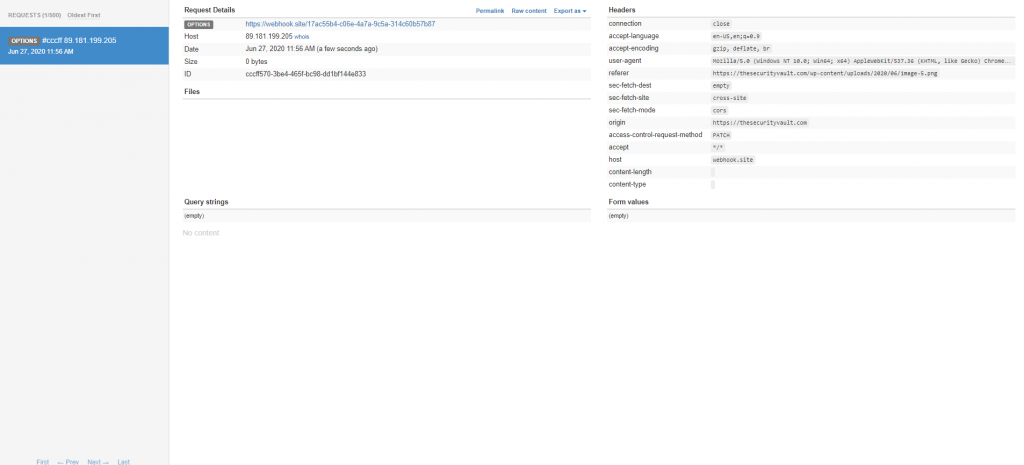 REQUESTS (1/500) Oldest First
OPTIONS #cccff 89.181.199.205
Jun 27, 2020 11:56 AM
First ← Prev Next → Last
Request Details Permalink Raw content Export as
OPTIONS https://webhook.site/17ac55b4-c06e-4a7a-9c5a-314c60b57b87
Host 89.181.199.205 whois
Date Jun 27, 2020 11:56 AM (a few seconds ago)
Size 0 bytes
ID cccff570-3be4-465f-bc98-dd1bf144e833
Files
Query strings
(empty)
No content
Headers
connection close
accept-language en-US,en;q=0.9
accept-encoding gzip, deflate, br
user-agent Mozilla/5.0 (Windows NT 10.0; Win64; x64) AppleWebKit/537.36 (KHTML, like Gecko) Chrome...
referer https://thesecurityvault.com/wp-content/uploads/2020/06/image-5.png
sec-fetch-dest empty
sec-fetch-site cross-site
sec-fetch-mode cors
origin https://thesecurityvault.com
access-control-request-method PATCH
accept */*
host webhook.site
content-length
content-type
Form values
(empty)